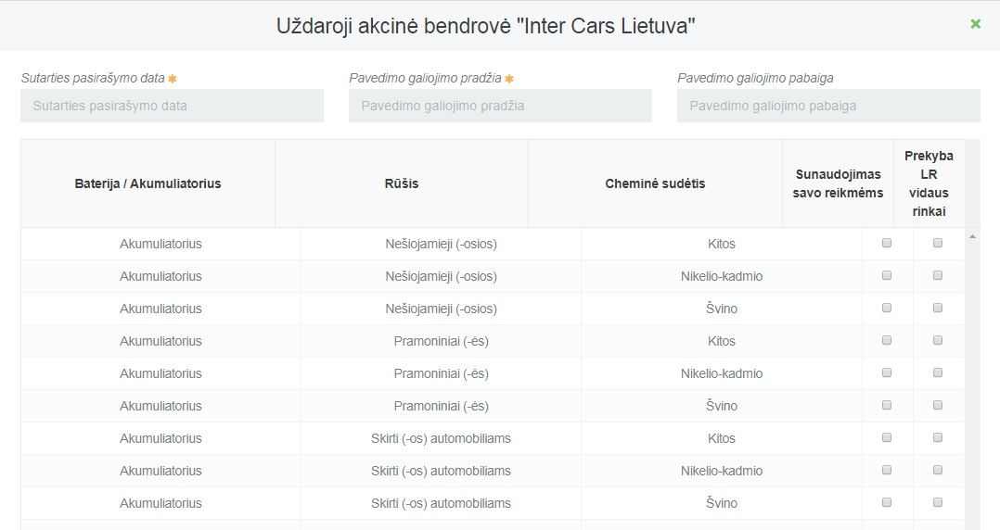 Uždaroji akcinė bendrovė "Inter Cars Lietuva"
Sutarties pasirašymo data Pavedimo galiojimo pradžia Pavedimo galiojimo pabaiga
Sutarties pasirašymo data Pavedimo galiojimo pradžia Pavedimo galiojimo pabaiga
Baterija / Akumuliatorius Rūšis Cheminė sudėtis Sunaudojimas savo reikmėms Prekyba LR vidaus rinkai
Akumuliatorius Nešiojamieji (-osios) Kitos
Akumuliatorius Nešiojamieji (-osios) Nikelio-kadmio
Akumuliatorius Nešiojamieji (-osios) Švino
Akumuliatorius Pramoniniai (-ės) Kitos
Akumuliatorius Pramoniniai (-ės) Nikelio-kadmio
Akumuliatorius Pramoniniai (-ės) Švino
Akumuliatorius Skirti (-os) automobiliams Kitos
Akumuliatorius Skirti (-os) automobiliams Nikelio-kadmio
Akumuliatorius Skirti (-os) automobiliams Švino